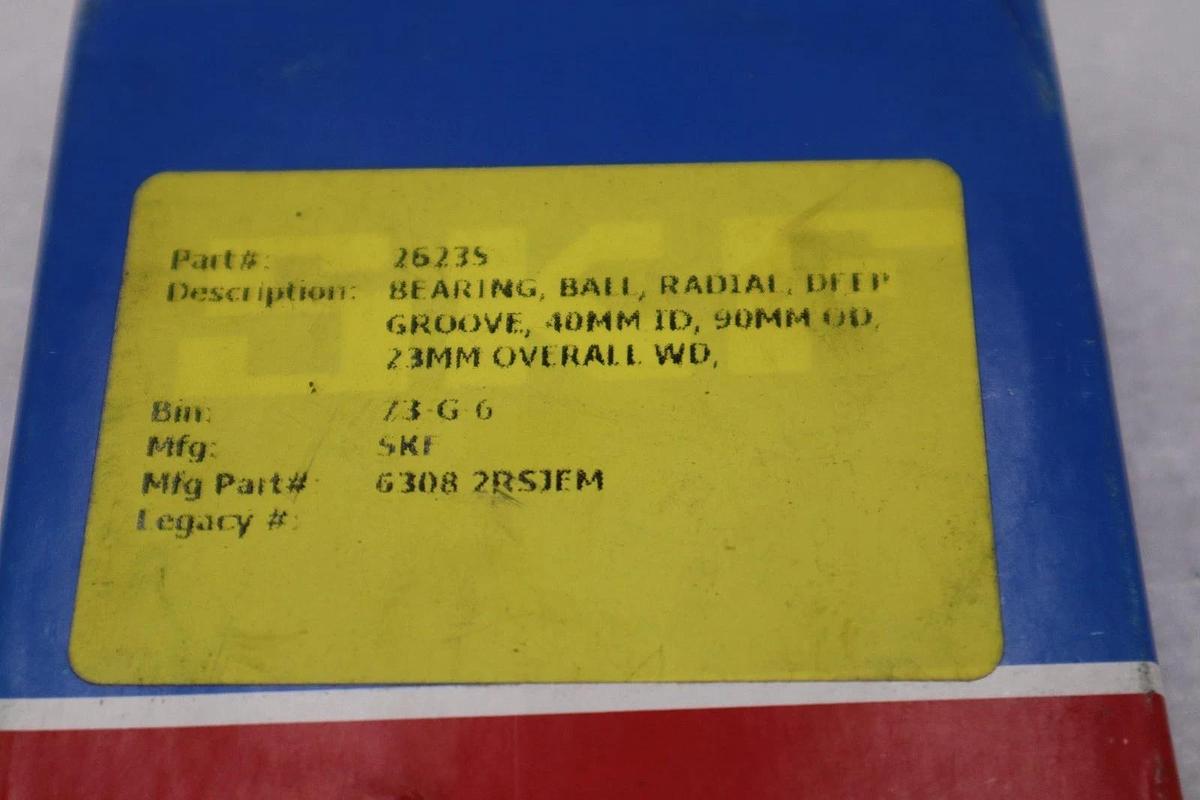 Part#: 26235
Description: BEARING, BALL, RADIAL, DEEP
GROOVE, 40MM ID, 90MM OD,
23MM OVERALL WD,
Bin: 73-G-6
Mfg: SKF
Mfg Part# 6308 2RSJEM
Legacy #: